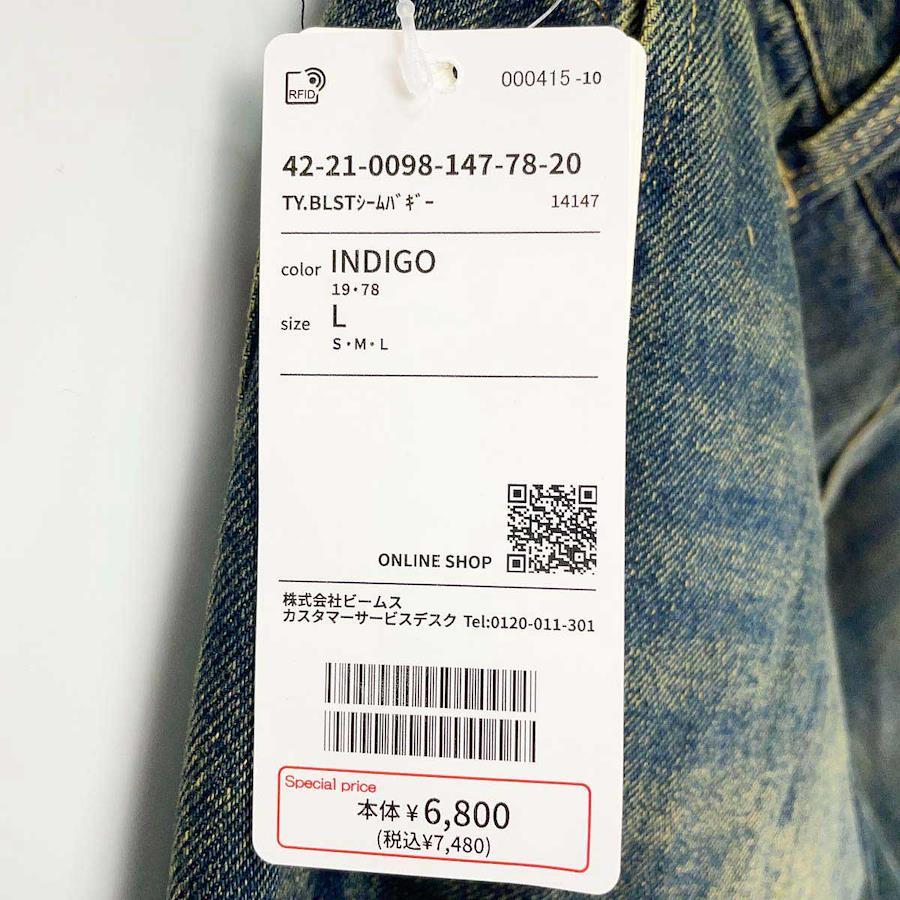 RFID
000415 -10
42-21-0098-147-78-20
TY.BLSTｼｰﾑﾊﾞｷﾞｰ 14147
color INDIGO
19・78
size L
S・M・L
ONLINE SHOP
株式会社ビームス
カスタマーサービスデスク Tel:0120-011-301
Special price
本体 ¥ 6,800
(税込¥7,480)